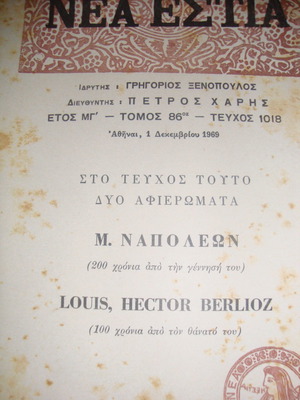 ΝΕΑ ΕΣΤΙΑ
ΙΔΡΥΤΗΣ : ΓΡΗΓΟΡΙΟΣ ΞΕΝΟΠΟΥΛΟΣ
ΔΙΕΥΘΥΝΤΗΣ : ΠΕΤΡΟΣ ΧΑΡΗΣ
ΕΤΟΣ ΜΓ' — ΤΟΜΟΣ 86ος — ΤΕΥΧΟΣ 1018
Ἀθῆναι, 1 Δεκεμβρίου 1969
ΣΤΟ ΤΕΥΧΟΣ ΤΟΥΤΟ
ΔΥΟ ΑΦΙΕΡΩΜΑΤΑ
Μ. ΝΑΠΟΛΕΩΝ
(200 χρόνια ἀπὸ τὴν γέννησή του)
LOUIS, HECTOR BERLIOZ
(100 χρόνια ἀπὸ τὸν θάνατό του)